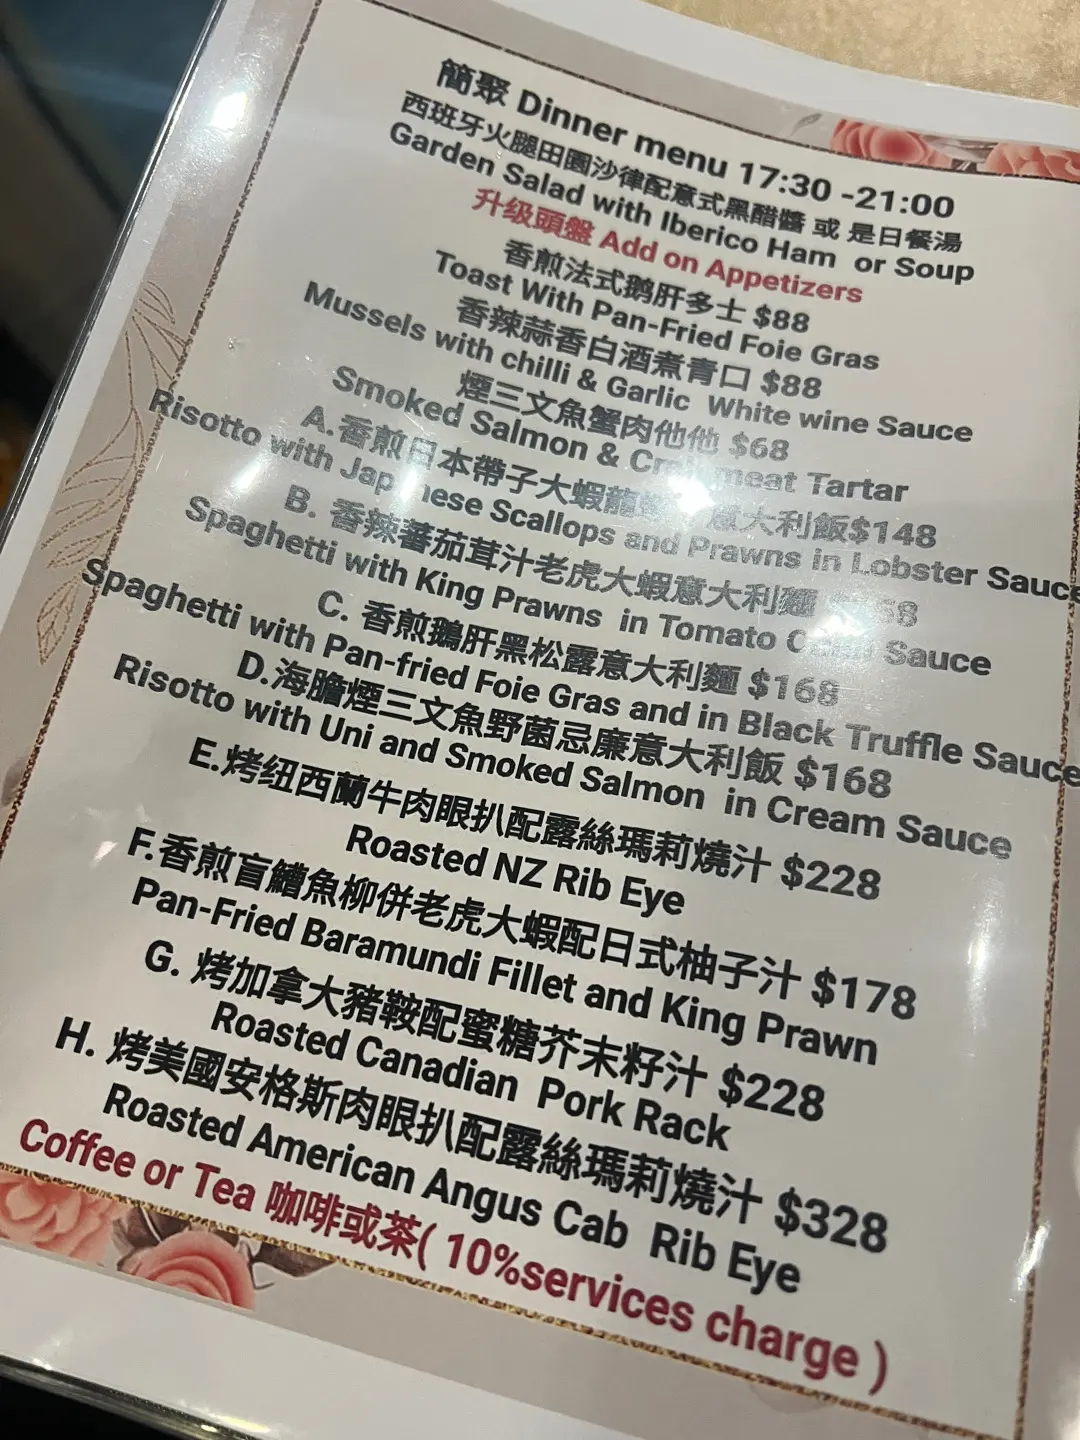 簡聚 Dinner menu 17:30 -21:00
西班牙火腿田園沙律配意式黑醋醬 或 是日餐湯
Garden Salad with Iberico Ham or Soup
升级頭盤 Add on Appetizers
香煎法式鹅肝多士 $88
Toast With Pan-Fried Foie Gras
香辣蒜香白酒煮青口 $88
Mussels with chilli & Garlic White wine Sauce
煙三文魚蟹肉他他 $68
Smoked Salmon & meat Tartar
A.香煎日本帶子大蝦龍 意大利飯$148
Risotto with Japanese Scallops and Prawns in Lobster Sauce
B. 香辣蕃茄茸汁老虎大蝦意大利麵
Spaghetti with King Prawns in Tomato Sauce
C. 香煎鵝肝黑松露意大利麵 $168
Spaghetti with Pan-fried Foie Gras and in Black Truffle Sauce
D.海膽煙三文魚野菌忌廉意大利飯 $168
Risotto with Uni and Smoked Salmon in Cream Sauce
E.烤纽西蘭牛肉眼扒配露絲瑪莉燒汁 $228
Roasted NZ Rib Eye
F.香煎盲鰽魚柳併老虎大蝦配日式柚子汁 $178
Pan-Fried Baramundi Fillet and King Prawn
G. 烤加拿大豬鞍配蜜糖芥末籽汁 $228
Roasted Canadian Pork Rack
H. 烤美國安格斯肉眼扒配露絲瑪莉燒汁 $328
Roasted American Angus Cab Rib Eye
Coffee or Tea 咖啡或茶( 10%services charge )